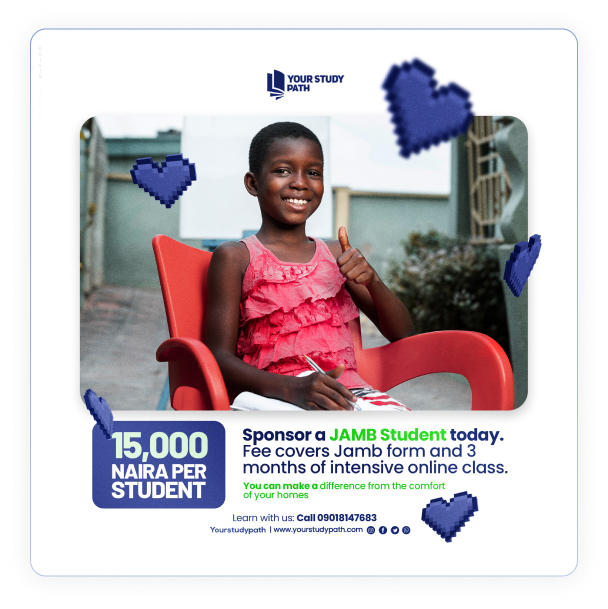 YOUR STUDY
PATH
15,000
NAIRA PER
STUDENT
Sponsor a JAMB Student today.
Fee covers Jamb form and 3
months of intensive online class.
You can make a difference from the comfort
of your homes
Learn with us: Call 09018147683
Yourstudypath | www.yourstudypath.com